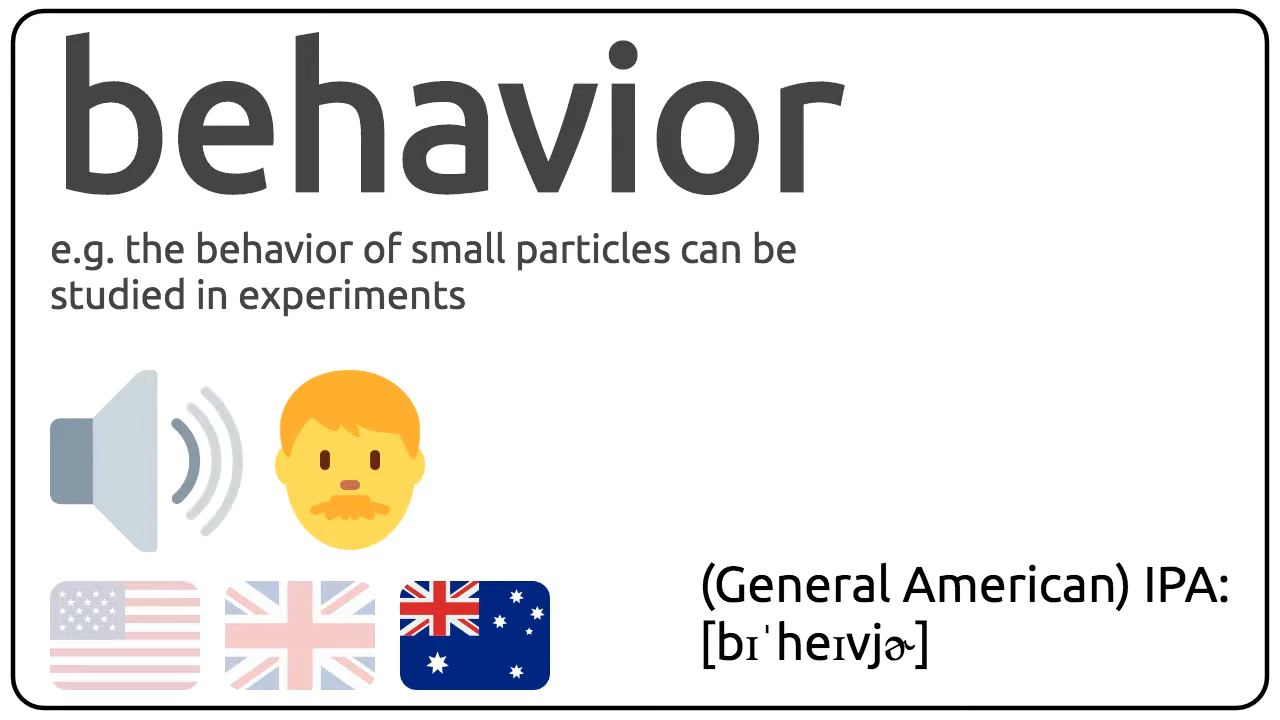 behavior
e.g. the behavior of small particles can be
studied in experiments
(General American) IPA:
[bɪˈheɪvjɚ]